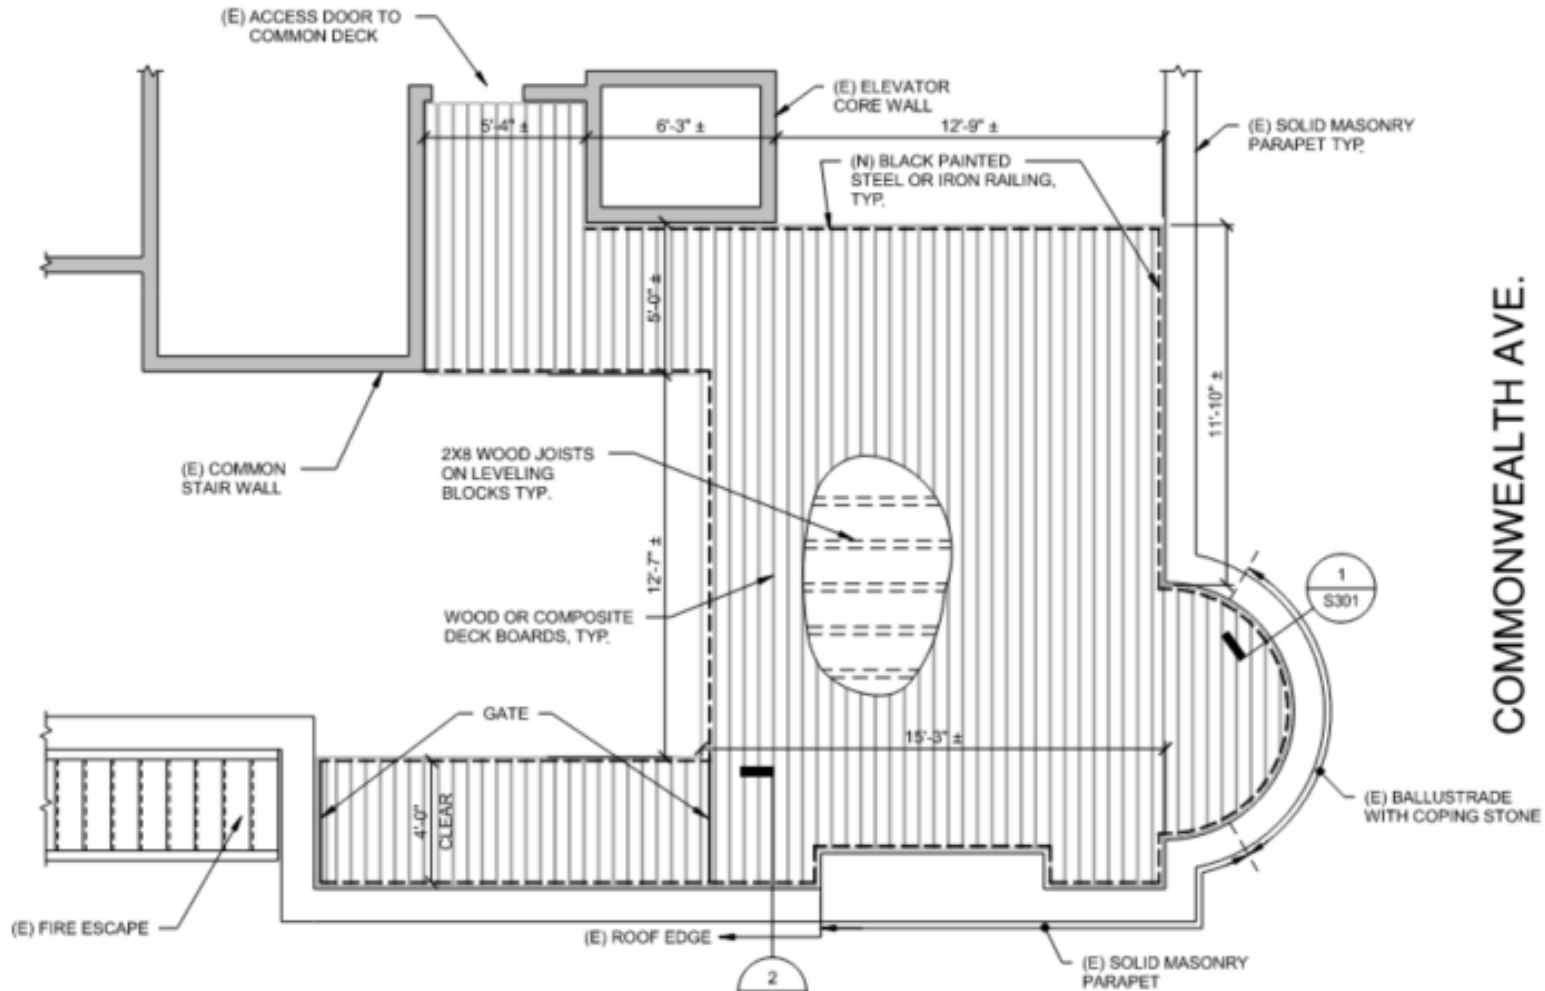 (E) ACCESS DOOR TO
COMMON DECK
(E) ELEVATOR
CORE WALL
5'-4" ±
6'-3" ±
12'-9" ±
(E) SOLID MASONRY
PARAPET TYP.
(N) BLACK PAINTED
STEEL OR IRON RAILING,
TYP.
5'-0" ±
11'-10" ±
COMMONWEALTH AVE.
(E) COMMON
STAIR WALL
2X8 WOOD JOISTS
ON LEVELING
BLOCKS TYP.
12'-7" ±
1
S301
WOOD OR COMPOSITE
DECK BOARDS, TYP.
GATE
15'-3" ±
4'-0"
CLEAR
(E) BALLUSTRADE
WITH COPING STONE
(E) FIRE ESCAPE
(E) ROOF EDGE
(E) SOLID MASONRY
PARAPET
2